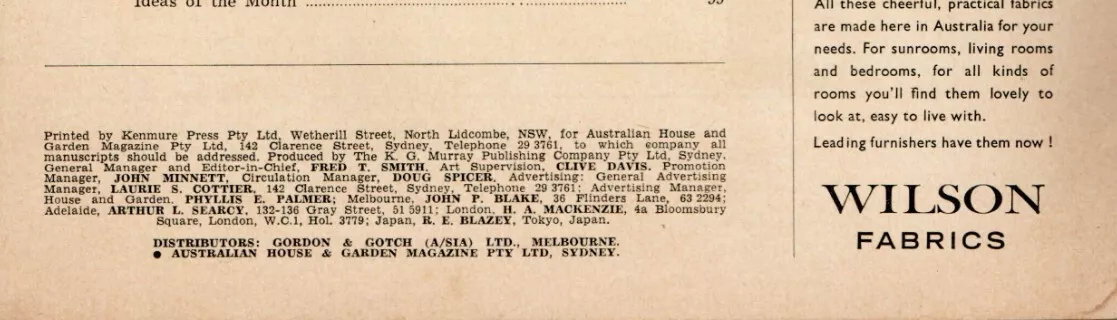 Ideas of the Month
Printed by Kenmure Press Pty Ltd, Wetherill Street, North Lidcombe, NSW, for Australian House and
Garden Magazine Pty Ltd, 142 Clarence Street, Sydney, Telephone 29 3761, to which company all
manuscripts should be addressed. Produced by The K. G. Murray Publishing Company Pty Ltd, Sydney.
General Manager and Editor-in-Chief, FRED T. SMITH. Art Supervision, CLIVE DAVIS. Promotion
Manager, JOHN MINNETT, Circulation Manager, DOUG SPICER. Advertising: General Advertising
Manager, LAURIE S. COTTIER, 142 Clarence Street, Sydney, Telephone 29 3761; Advertising Manager,
House and Garden, PHYLLIS E. PALMER; Melbourne, JOHN P. BLAKE, 36 Flinders Lane, 63 2294;
Adelaide, ARTHUR L. SEARCY, 132-136 Gray Street, 51 5911; London, H. A. MACKENZIE, 4a Bloomsbury
Square, London, W.C.1, Hol. 3779; Japan, R. E. BLAZEY, Tokyo, Japan.
DISTRIBUTORS: GORDON & GOTCH (A/SIA) LTD., MELBOURNE.
● AUSTRALIAN HOUSE & GARDEN MAGAZINE PTY LTD, SYDNEY.
All these cheerful, practical fabrics
are made here in Australia for your
needs. For sunrooms, living rooms
and bedrooms, for all kinds of
rooms you'll find them lovely to
look at, easy to live with.
Leading furnishers have them now !
WILSON
FABRICS